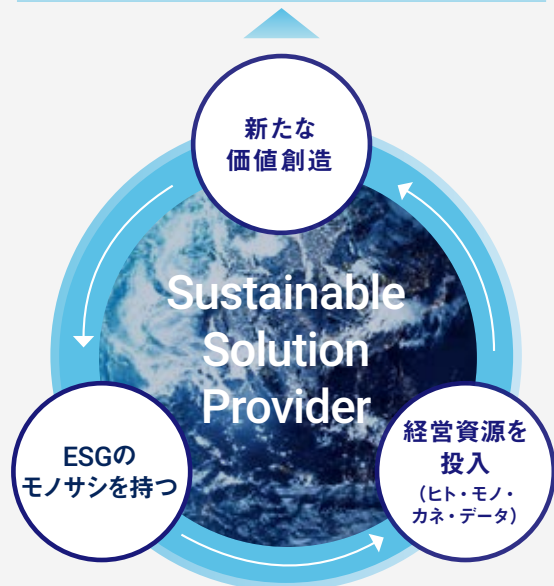 新たな
価値創造
Sustainable
Solution
Provider
ESGの
モノサシを持つ
経営資源を
投入
(ヒト・モノ・
カネ・データ)